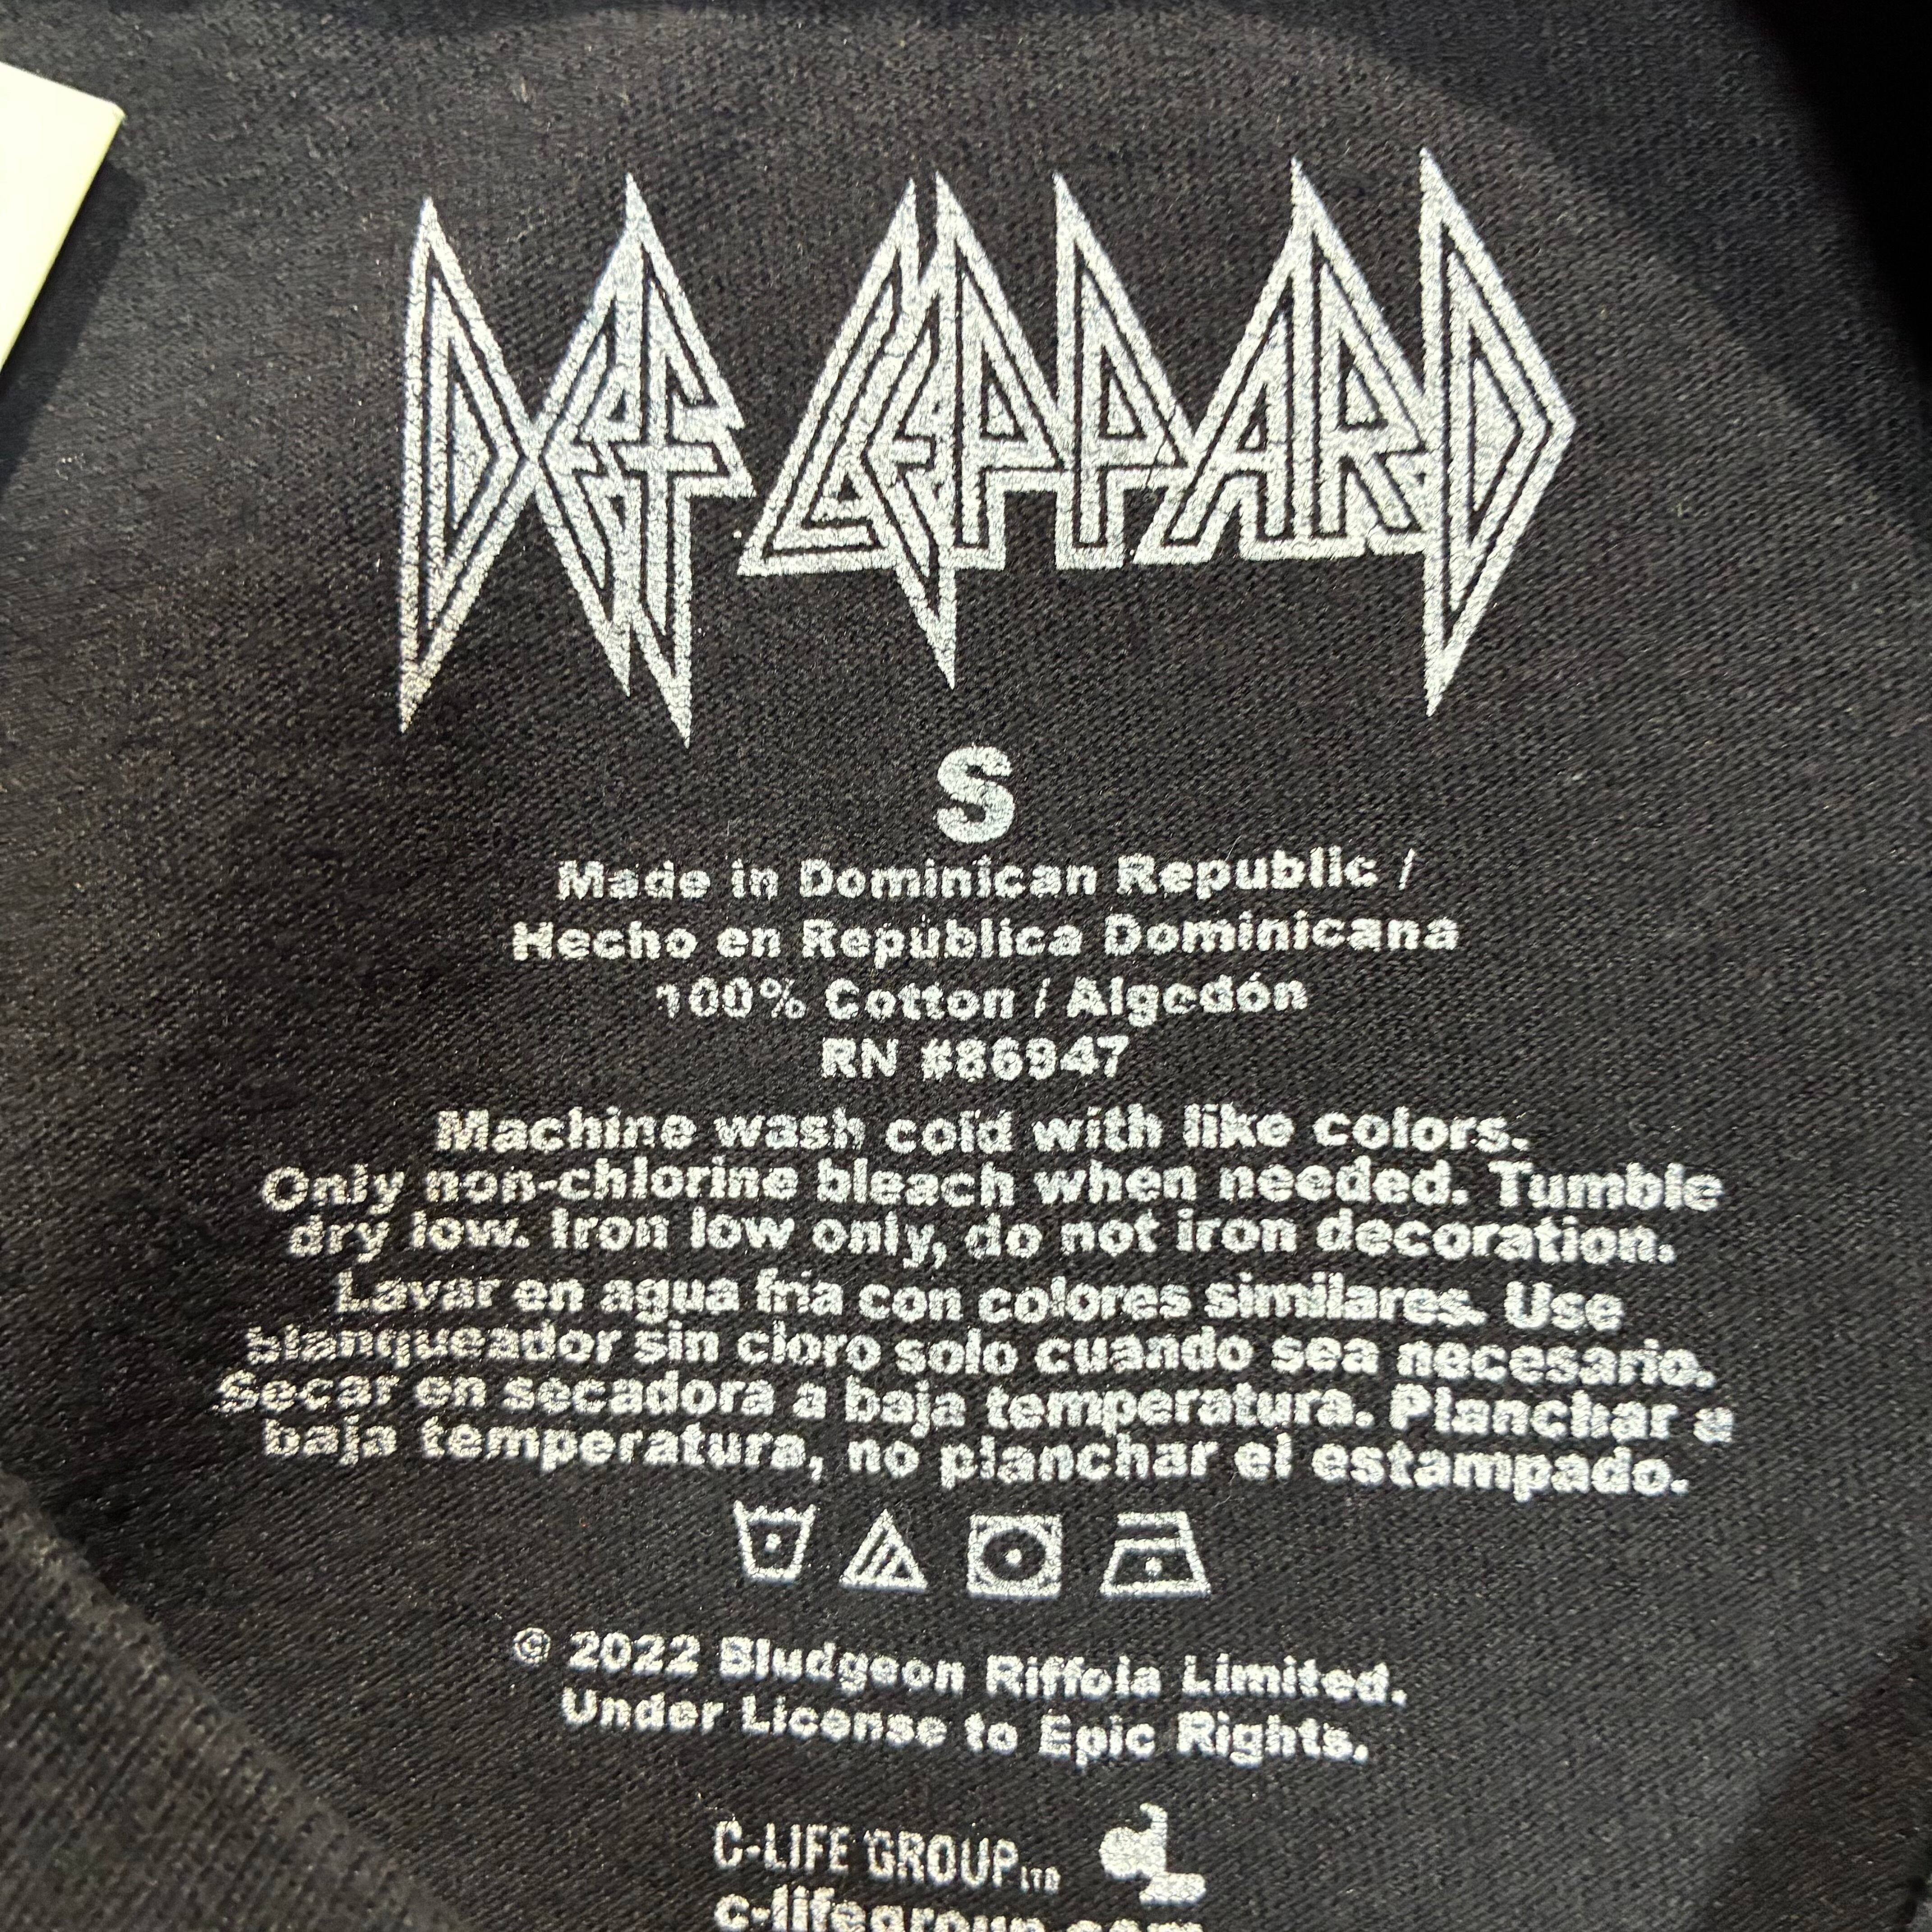 DEF LEPPARD
S
Made in Dominican Republic /
Hecho en República Dominicana
100% Cotton / Algodón
RN #86947
Machine wash cold with like colors.
Only non-chlorine bleach when needed. Tumble
dry low. Iron low only, do not iron decoration.
Lavar en agua fria con colores similares. Use
blanqueador sin cloro solo cuando sea necesario.
Secar en secadora a baja temperatura. Planchar a
baja temperatura, no planchar el estampado.
© 2022 Bludgeon Riffola Limited.
Under License to Epic Rights.
C-LIFE GROUP LTD
c-lifegroup.com